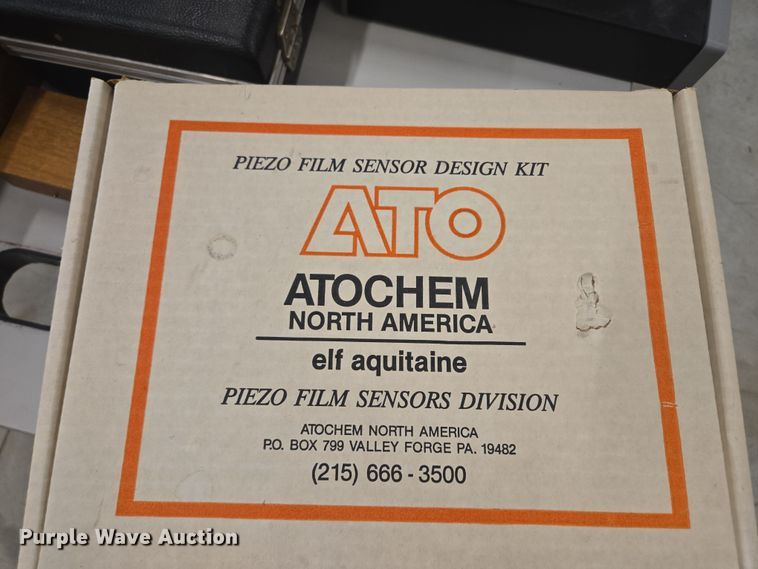 PIEZO FILM SENSOR DESIGN KIT
ATO
ATOCHEM
NORTH AMERICA
elf aquitaine
PIEZO FILM SENSORS DIVISION
ATOCHEM NORTH AMERICA
P.O. BOX 799 VALLEY FORGE PA. 19482
(215) 666-3500
Purple Wave Auction